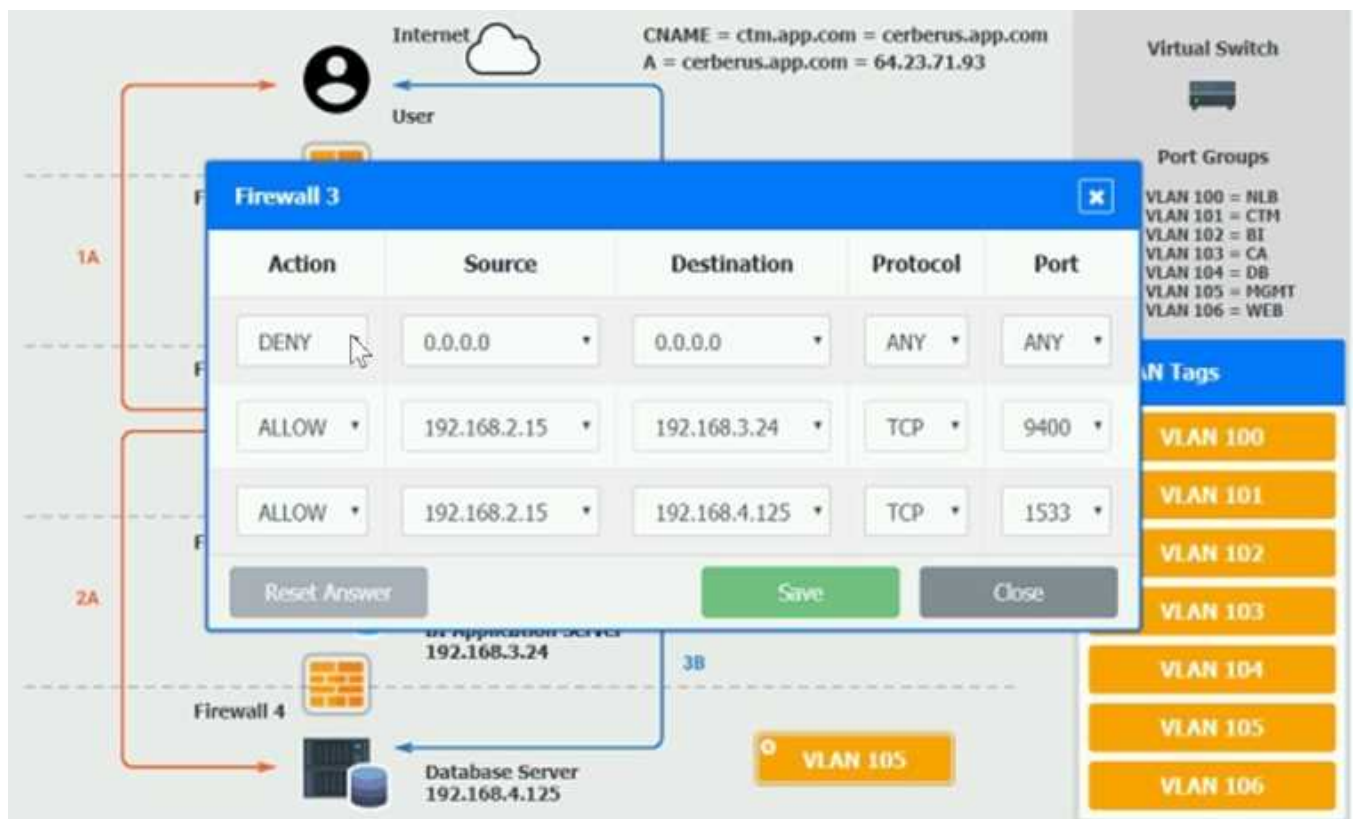 Internet
CNAME = ctm.app.com = cerberus.app.com
A = cerberus.app.com = 64.23.71.93
User
Virtual Switch
Port Groups
VLAN 100 = NLB
VLAN 101 = CTM
VLAN 102 = BI
VLAN 103 = CA
VLAN 104 = DB
VLAN 105 = MGMT
VLAN 106 = WEB
1A
F
Firewall 3
Action Source Destination Protocol Port
DENY 0.0.0.0 0.0.0.0 ANY ANY
F
ALLOW 192.168.2.15 192.168.3.24 TCP 9400
ALLOW 192.168.2.15 192.168.4.125 TCP 1533
F
Reset Answer Save Close
2A
BI Application Server
192.168.3.24
3B
Firewall 4
Database Server
192.168.4.125
VLAN 105
AN Tags
VLAN 100
VLAN 101
VLAN 102
VLAN 103
VLAN 104
VLAN 105
VLAN 106